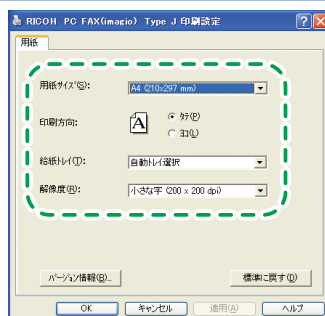 RICOH PC FAX(imagio) Type J 印刷設定
用紙
用紙サイズ(S): A4 (210x297 mm)
印刷方向: A タテ(P)
ヨコ(L)
給紙トレイ(T): 自動トレイ選択
解像度(R): 小さな字 (200 x 200 dpi)
バージョン情報(B)... 標準に戻す(D)
OK キャンセル 適用(A) ヘルプ